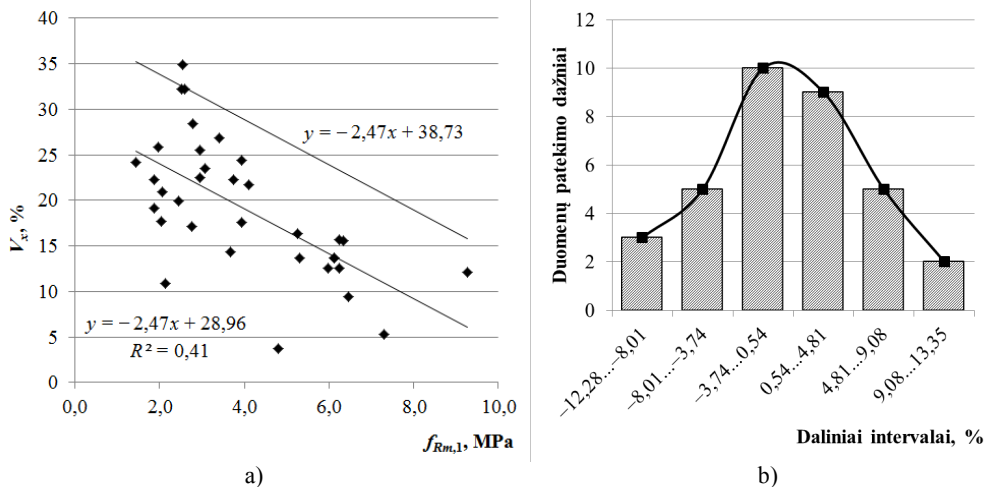 40
35
30
25
20
15
10
5
0
V_x, %
y = −2,47x + 38,73
y = −2,47x + 28,96
R² = 0,41
0,0 2,0 4,0 6,0 8,0 10,0
f_Rm,1, MPa
a)
12
10
8
6
4
2
0
Duomenų patekimo dažniai
−12,28...−8,01
−8,01...−3,74
−3,74...0,54
0,54...4,81
4,81...9,08
9,08...13,35
Daliniai intervalai, %
b)